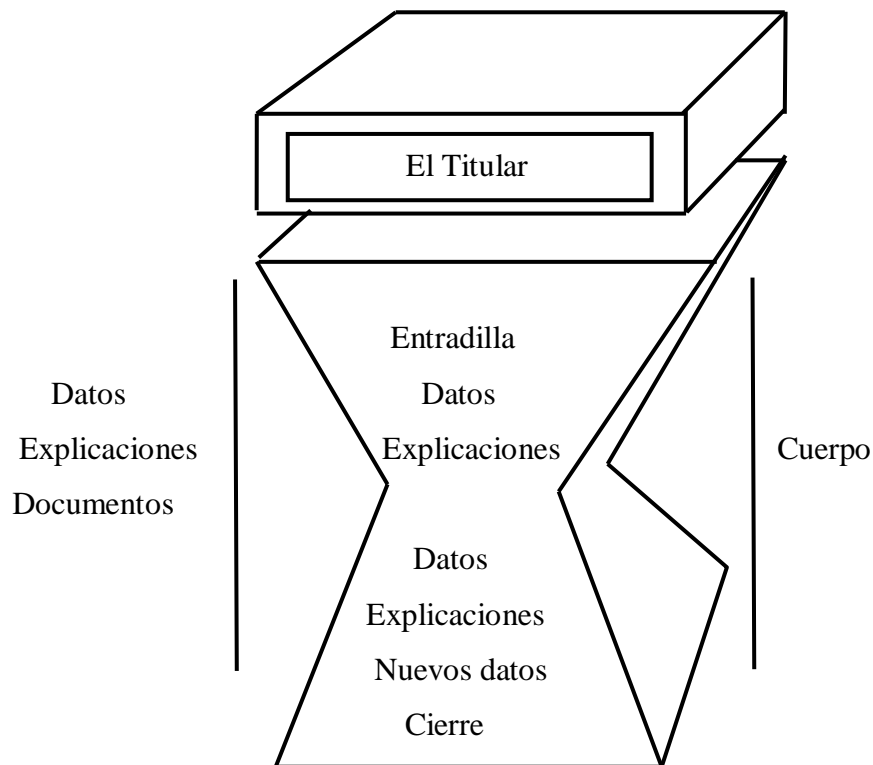 El Titular
Entradilla
Datos
Explicaciones
Datos
Explicaciones
Nuevos datos
Cierre
Datos
Explicaciones
Documentos
Cuerpo